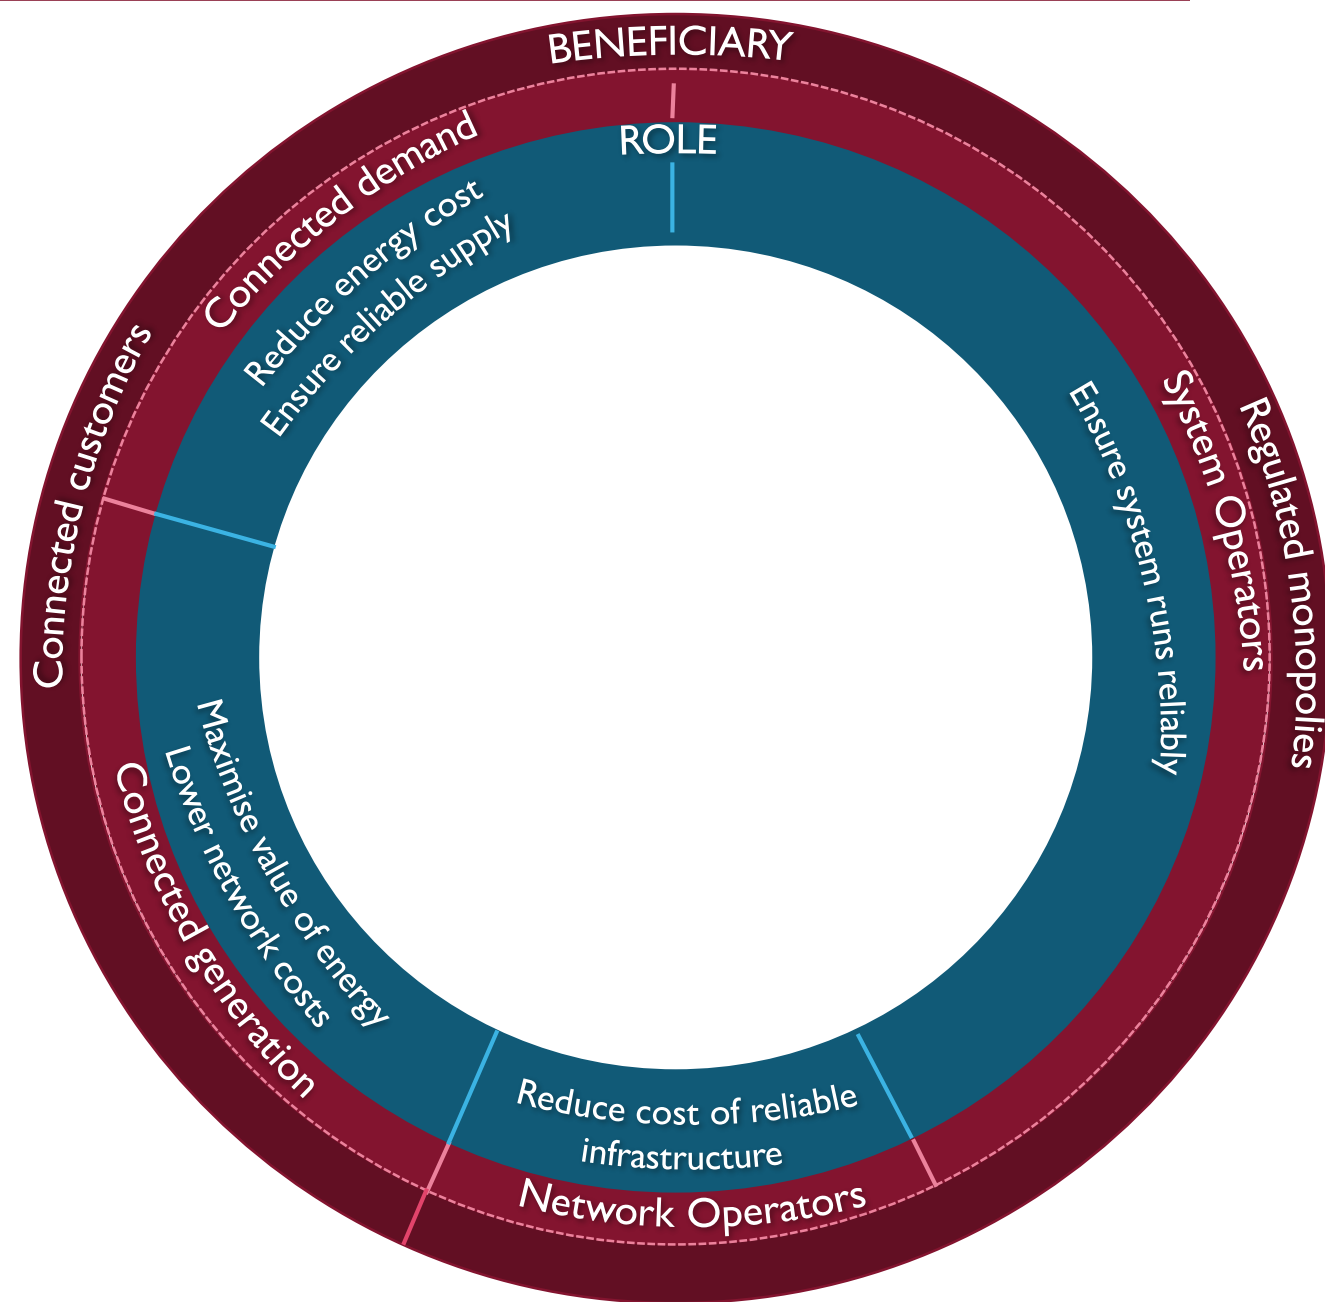 BENEFICIARY
ROLE
Connected customers
Connected demand
Reduce energy cost
Ensure reliable supply
Regulated monopolies
System Operators
Ensure system runs reliably
Connected generation
Maximise value of energy
Lower network costs
Reduce cost of reliable
infrastructure
Network Operators